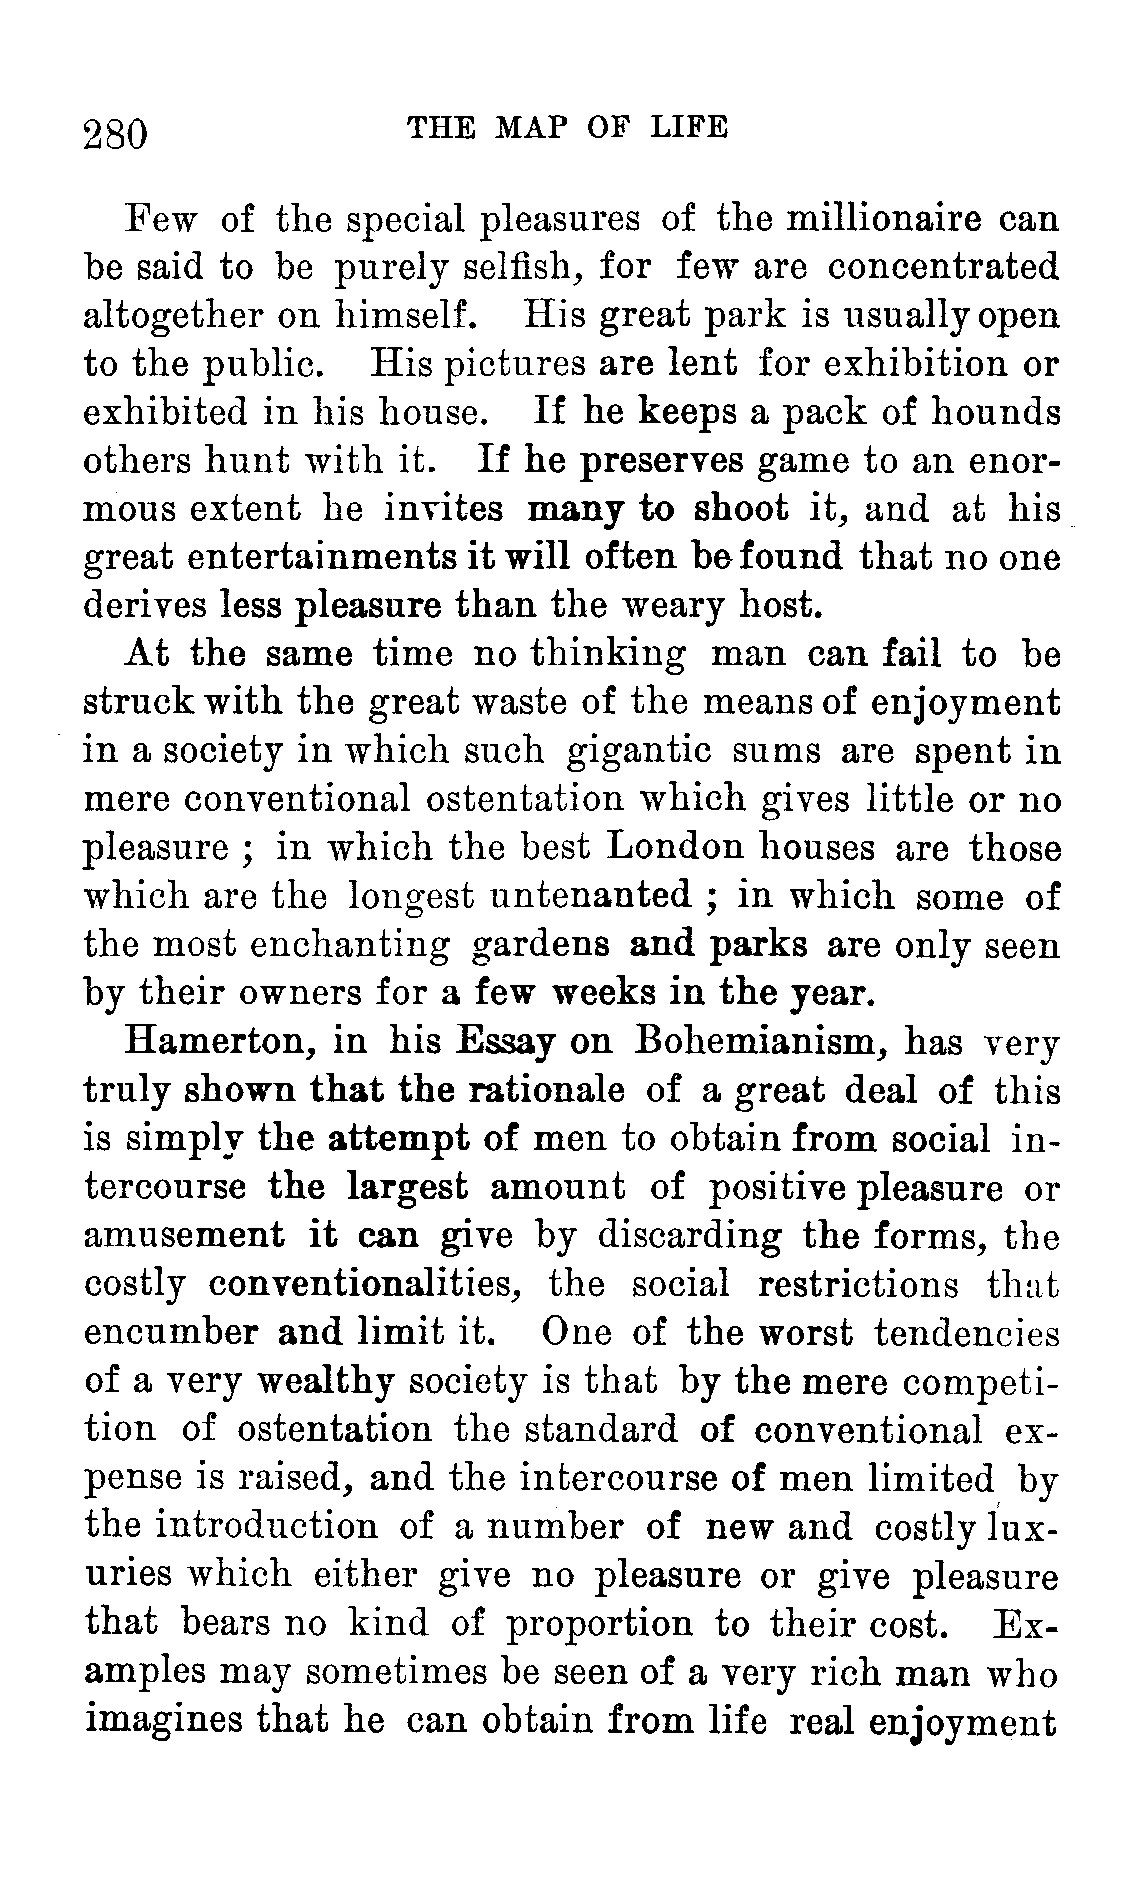 280 THE MAP OF LIFE
Few of the special pleasures of the millionaire can
be said to be purely selfish, for few are concentrated
altogether on himself. His great park is usually open
to the public. His pictures are lent for exhibition or
exhibited in his house. If he keeps a pack of hounds
others hunt with it. If he preserves game to an enor-
mous extent he invites many to shoot it, and at his
great entertainments it will often be found that no one
derives less pleasure than the weary host.
At the same time no thinking man can fail to be
struck with the great waste of the means of enjoyment
in a society in which such gigantic sums are spent in
mere conventional ostentation which gives little or no
pleasure ; in which the best London houses are those
which are the longest untenanted ; in which some of
the most enchanting gardens and parks are only seen
by their owners for a few weeks in the year.
Hamerton, in his Essay on Bohemianism, has very
truly shown that the rationale of a great deal of this
is simply the attempt of men to obtain from social in-
tercourse the largest amount of positive pleasure or
amusement it can give by discarding the forms, the
costly conventionalities, the social restrictions that
encumber and limit it. One of the worst tendencies
of a very wealthy society is that by the mere competi-
tion of ostentation the standard of conventional ex-
pense is raised, and the intercourse of men limited by
the introduction of a number of new and costly lux-
uries which either give no pleasure or give pleasure
that bears no kind of proportion to their cost. Ex-
amples may sometimes be seen of a very rich man who
imagines that he can obtain from life real enjoyment